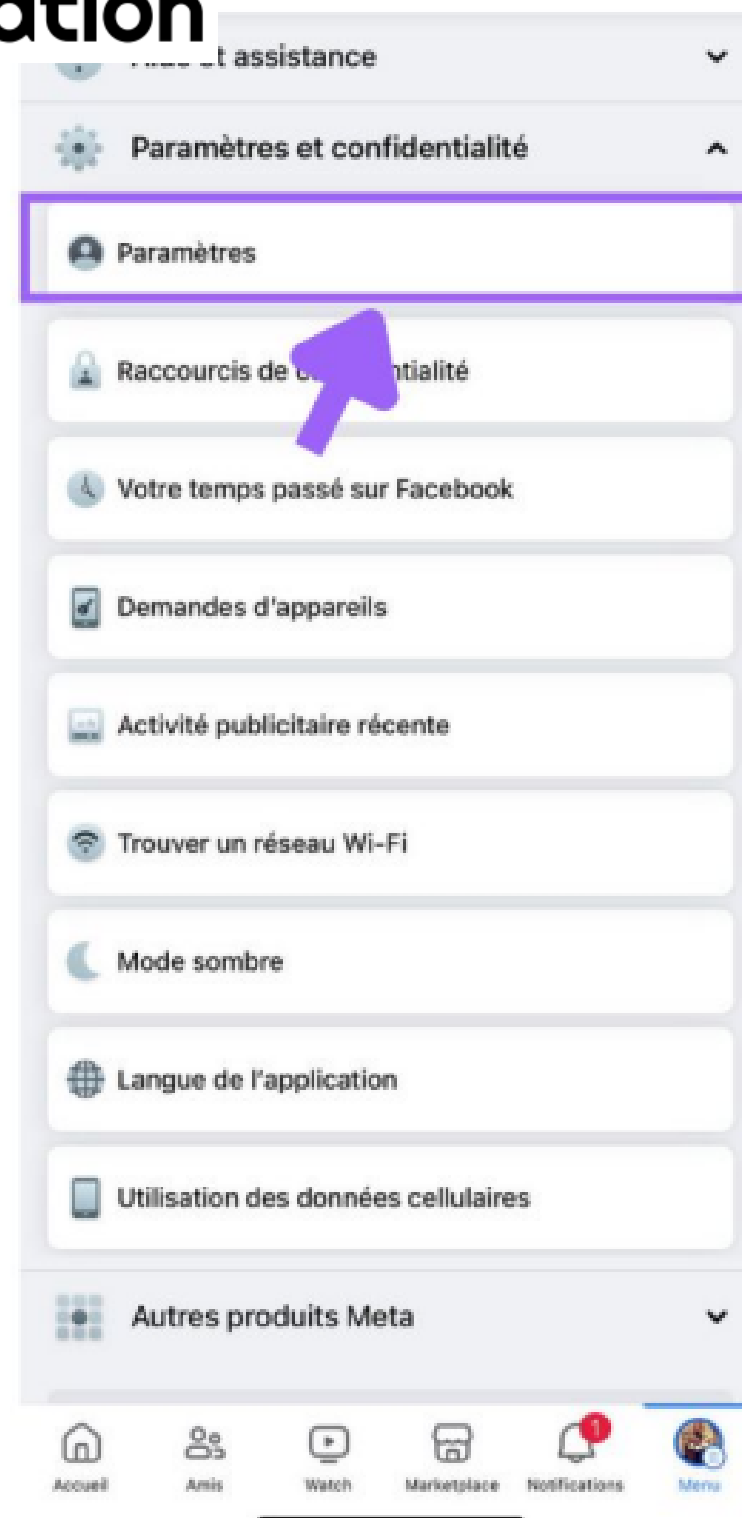 ation
et assistance
Paramètres et confidentialité
Paramètres
Raccourcis de
Votre temps passé sur Facebook
Demandes d'appareils
Activité publicitaire récente
Trouver un réseau Wi-Fi
Mode sombre
Langue de l'application
Utilisation des données cellulaires
Autres produits Meta
1
Accueil Amis Watch Marketplace Notifications Menu